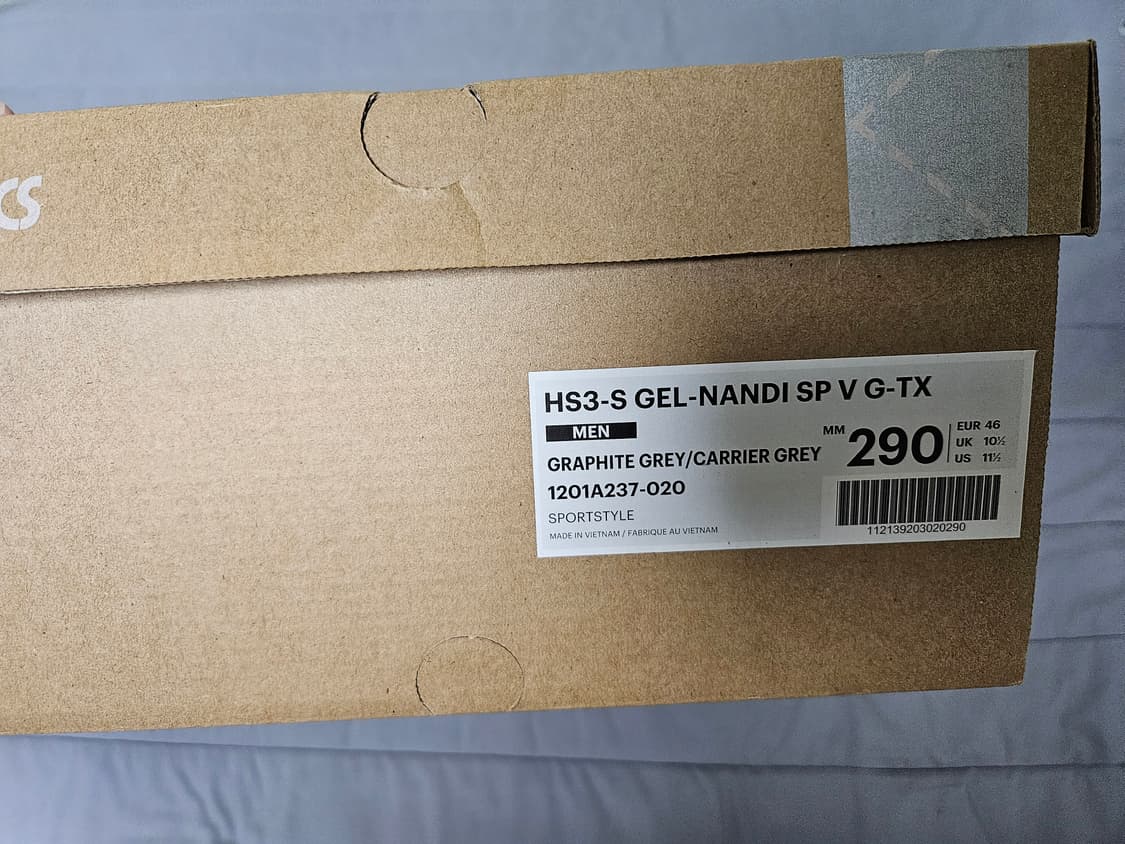 CS
HS3-S GEL-NANDI SP V G-TX
MEN
GRAPHITE GREY/CARRIER GREY
1201A237-020
SPORTSTYLE
MADE IN VIETNAM / FABRIQUE AU VIETNAM
MM 290
EUR 46
UK 10½
US 11½
112139203020290